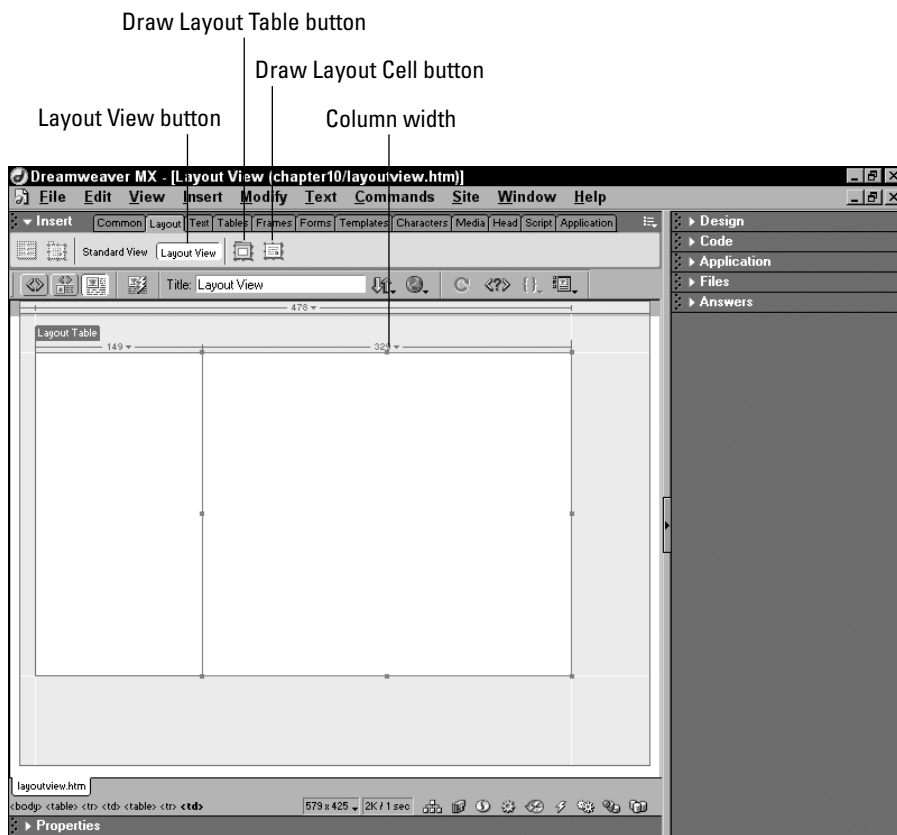 Draw Layout Table button
Draw Layout Cell button
Layout View button
Column width
Dreamweaver MX - [Layout View (chapter10/layoutview.htm)]
File Edit View Insert Modify Text Commands Site Window Help
Insert Common Layout Text Tables Frames Forms Templates Characters Media Head Script Application
Standard View Layout View
Title: Layout View
Design
Code
Application
Files
Answers
478
Layout Table
149
layoutview.htm
<body> <table> <tr> <td> <table> <tr> <td>
579 x 425 2K / 1 sec
Properties